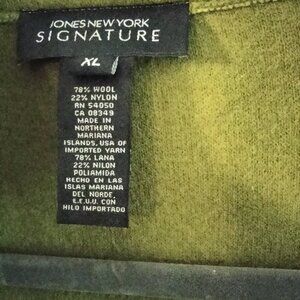 JONES NEW YORK
SIGNATURE
XL
78% WOOL
22% NYLON
RN 54050
CA 08349
MADE IN
NORTHERN
MARIANA
ISLANDS, USA OF
IMPORTED YARN
78% LANA
22% NILON
POLIAMIDA
HECHO EN LAS
ISLAS MARIANA
DEL NORDE,
E.E.U.U. CON
HILO IMPORTADO